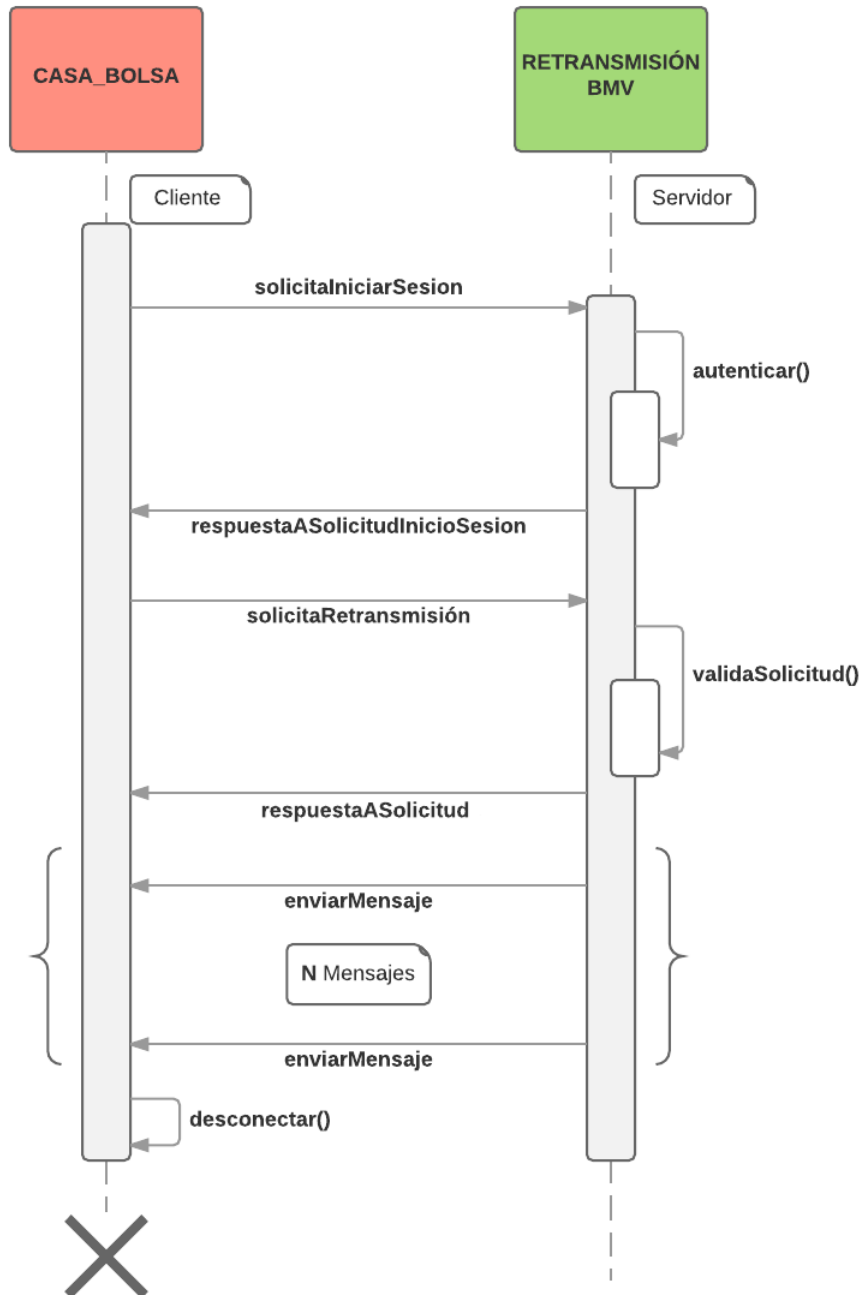 CASA_BOLSA
RETRANSMISIÓN
BMV
Cliente
Servidor
solicitaIniciarSesion
autenticar()
respuestaASolicitudInicioSesion
solicitaRetransmisión
validaSolicitud()
respuestaASolicitud
enviarMensaje
N Mensajes
enviarMensaje
desconectar()